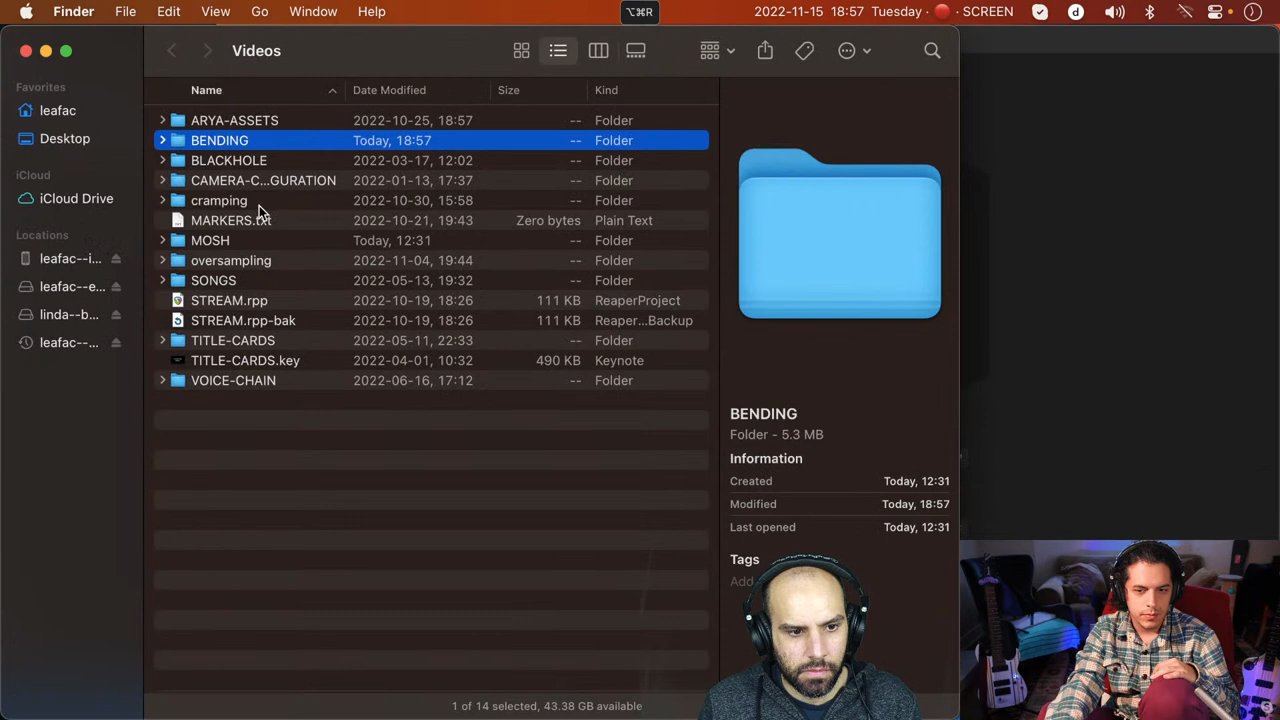 Finder File Edit View Go Window Help ⌥⌘R 2022-11-15 18:57 Tuesday · 🔴 · SCREEN d
Videos
Favorites
leafac
Desktop
iCloud
iCloud Drive
Locations
leafac--i...
leafac--e...
linda--b...
leafac--...
Name Date Modified Size Kind
ARYA-ASSETS 2022-10-25, 18:57 -- Folder
BENDING Today, 18:57 -- Folder
BLACKHOLE 2022-03-17, 12:02 -- Folder
CAMERA-C...GURATION 2022-01-13, 17:37 -- Folder
cramping 2022-10-30, 15:58 -- Folder
MARKERS.txt 2022-10-21, 19:43 Zero bytes Plain Text
MOSH Today, 12:31 -- Folder
oversampling 2022-11-04, 19:44 -- Folder
SONGS 2022-05-13, 19:32 -- Folder
STREAM.rpp 2022-10-19, 18:26 111 KB ReaperProject
STREAM.rpp-bak 2022-10-19, 18:26 111 KB Reaper...Backup
TITLE-CARDS 2022-05-11, 22:33 -- Folder
TITLE-CARDS.key 2022-04-01, 10:32 490 KB Keynote
VOICE-CHAIN 2022-06-16, 17:12 -- Folder
BENDING
Folder - 5.3 MB
Information
Created Today, 12:31
Modified Today, 18:57
Last opened Today, 12:31
Tags
Add
1 of 14 selected, 43.38 GB available